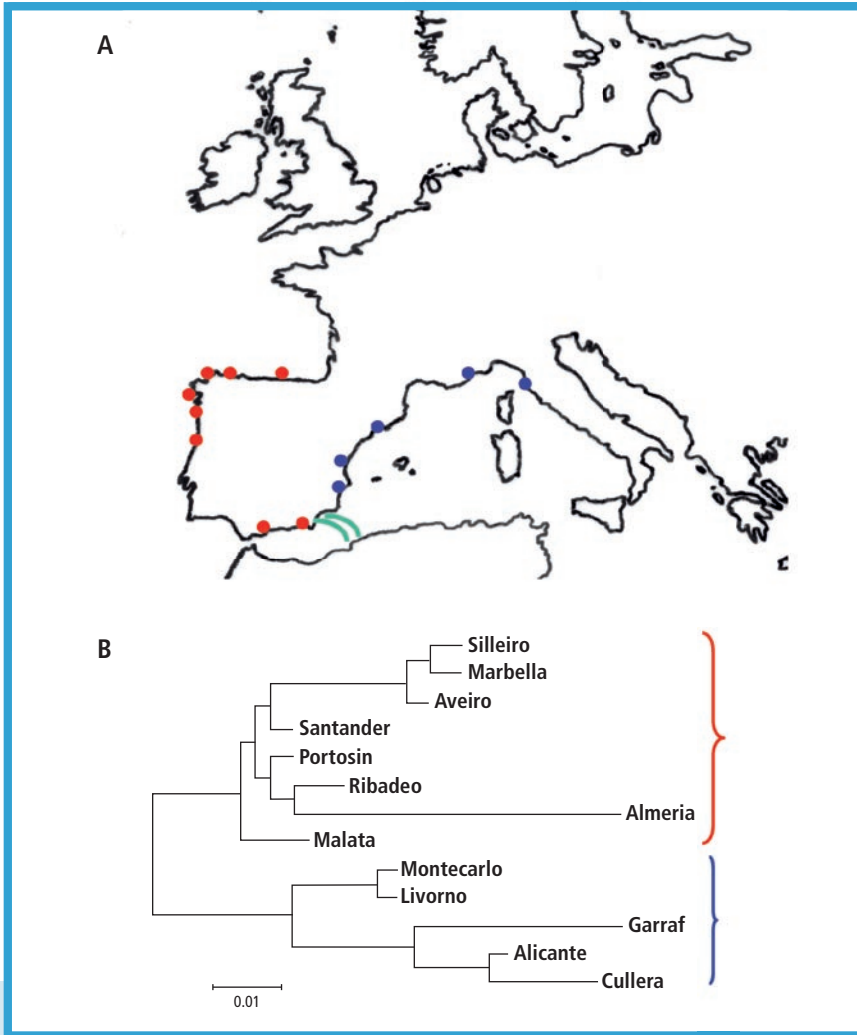 A
B
Silleiro
Marbella
Aveiro
Santander
Portosin
Ribadeo
Almeria
Malata
Montecarlo
Livorno
Garraf
Alicante
Cullera
0.01